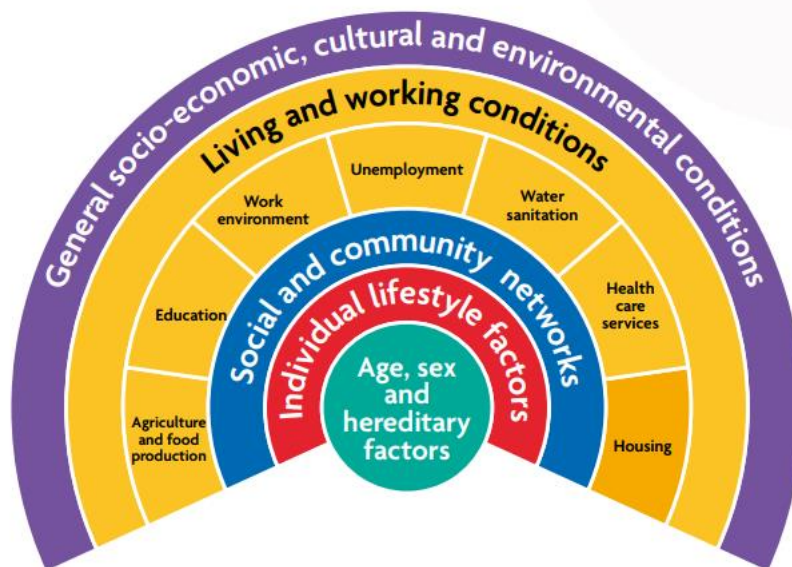 General socio-economic, cultural and environmental conditions
Living and working conditions
Agriculture
and food
production
Education
Work
environment
Unemployment
Water
sanitation
Health
care
services
Housing
Social and community networks
Individual lifestyle factors
Age, sex
and
hereditary
factors